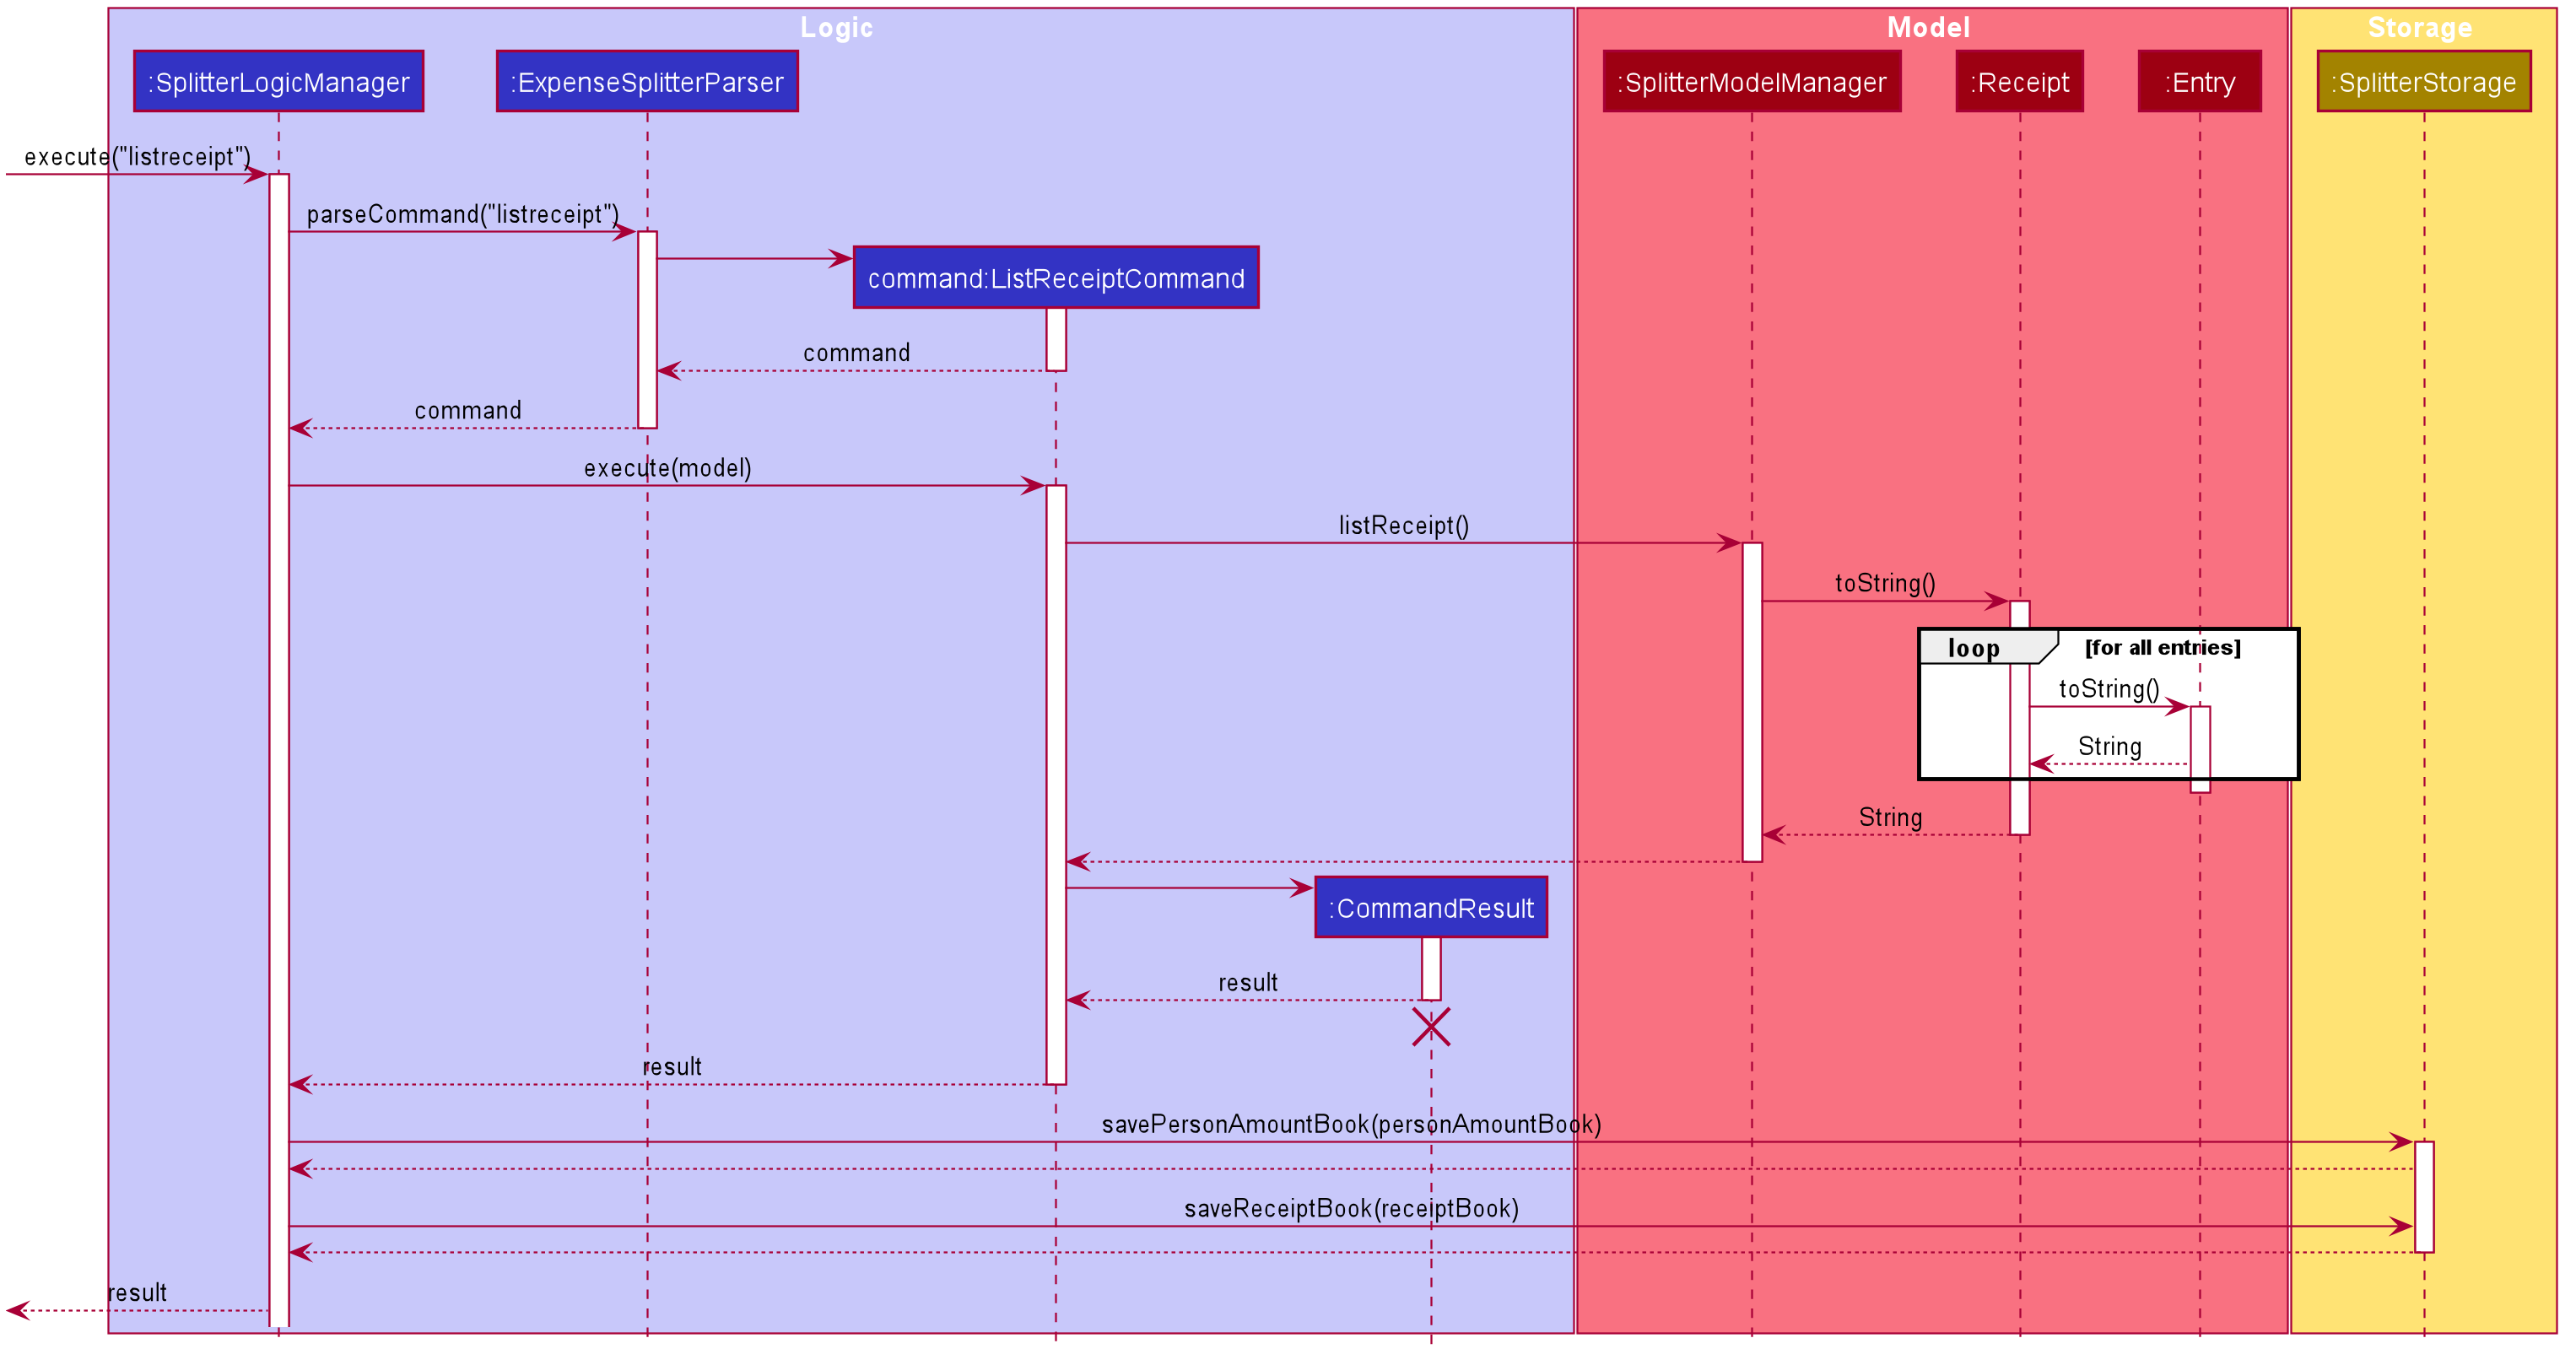 Logic
Model
Storage
:SplitterLogicManager
:ExpenseSplitterParser
:SplitterModelManager
:Receipt
:Entry
:SplitterStorage
execute("listreceipt")
parseCommand("listreceipt")
command:ListReceiptCommand
command
command
execute(model)
listReceipt()
toString()
loop
[for all entries]
toString()
String
String
:CommandResult
result
result
savePersonAmountBook(personAmountBook)
saveReceiptBook(receiptBook)
result